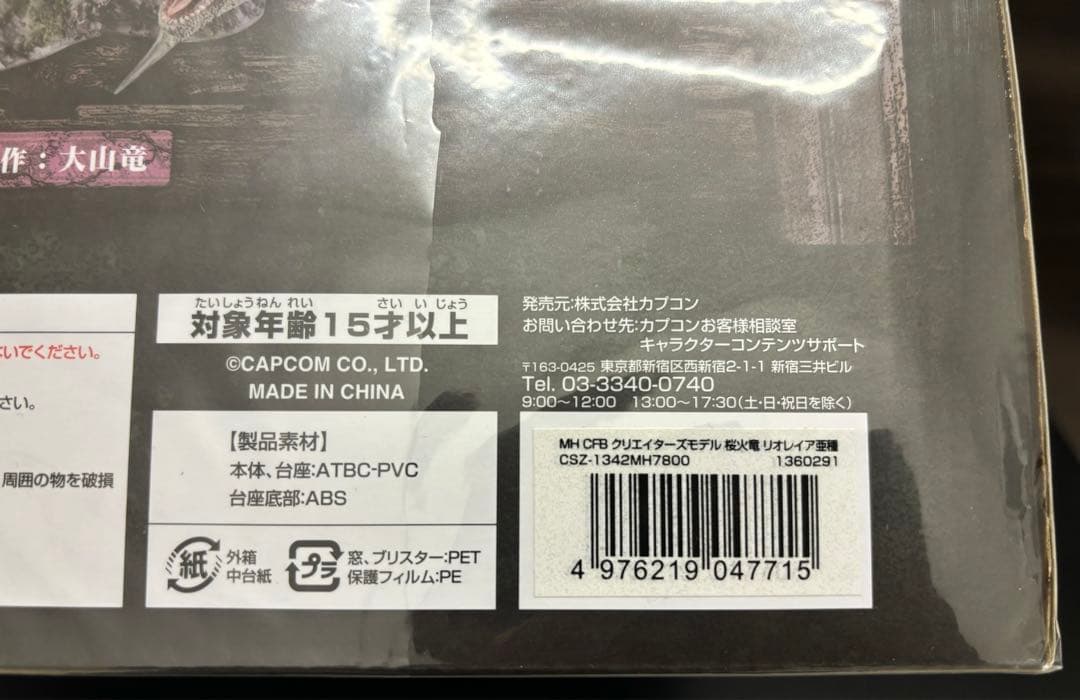 作：大山竜
いでください。
さい。
周囲の物を破損
たいしょうねんれい さいいじょう
対象年齢15才以上
©CAPCOM CO., LTD.
MADE IN CHINA
【製品素材】
本体、台座:ATBC-PVC
台座底部:ABS
紙 外箱
中台紙
プラ 窓、ブリスター:PET
保護フィルム:PE
発売元:株式会社カプコン
お問い合わせ先:カプコンお客様相談室
キャラクターコンテンツサポート
〒163-0425 東京都新宿区西新宿2-1-1 新宿三井ビル
Tel. 03-3340-0740
9:00～12:00 13:00～17:30(土・日・祝日を除く)
MH CFB クリエイターズモデル 桜火竜 リオレイア亜種
CSZ-1342MH7800 1360291
4 976219 047715